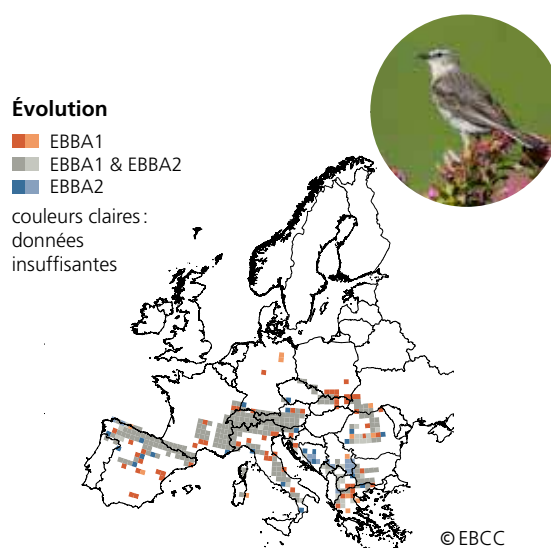 Évolution
EBBA1
EBBA1 & EBBA2
EBBA2
couleurs claires :
données
insuffisantes
© EBCC